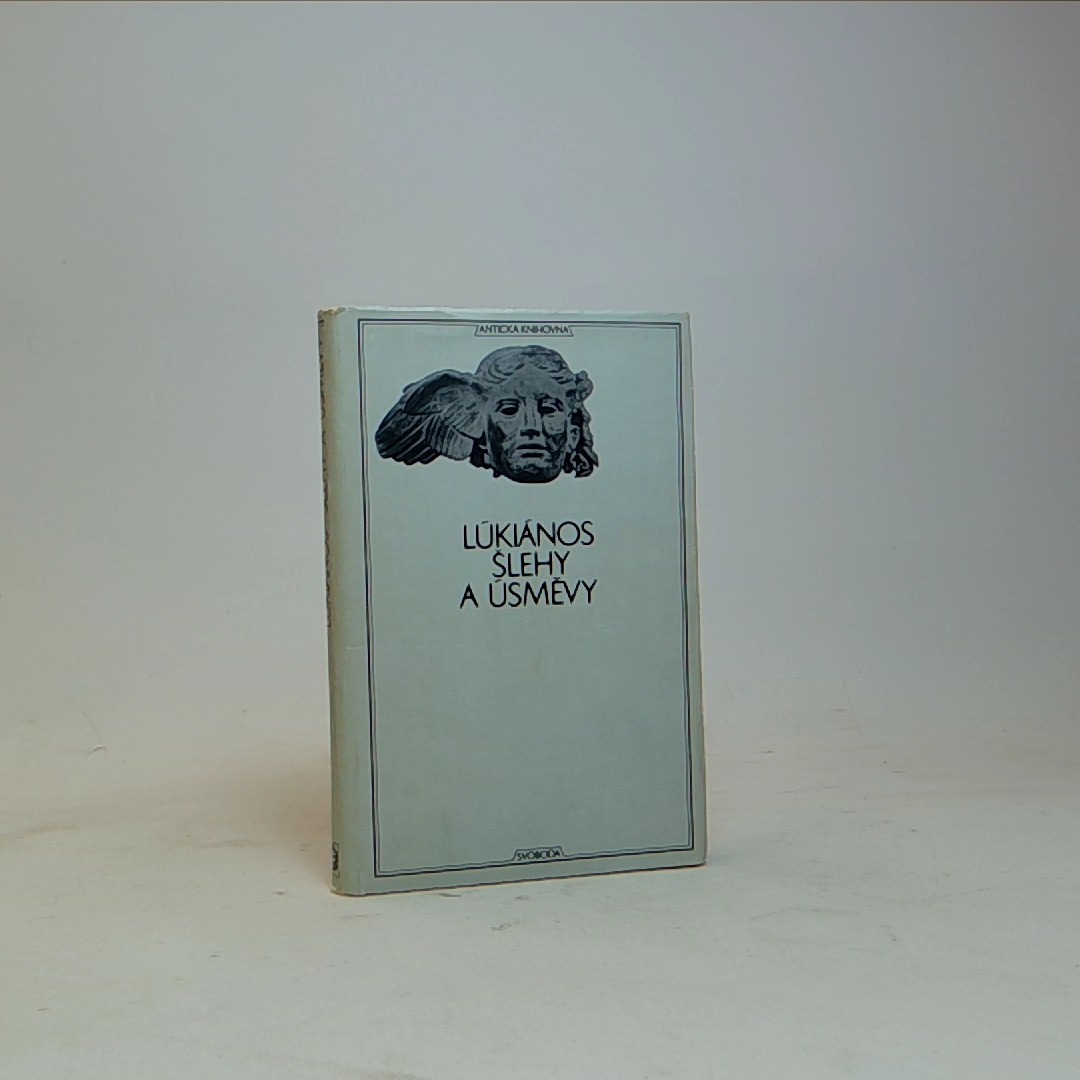 ANTICKÁ KNIHOVNA
LÚKIÁNOS
ŠLEHY
A ÚSMĚVY
SVOBODA